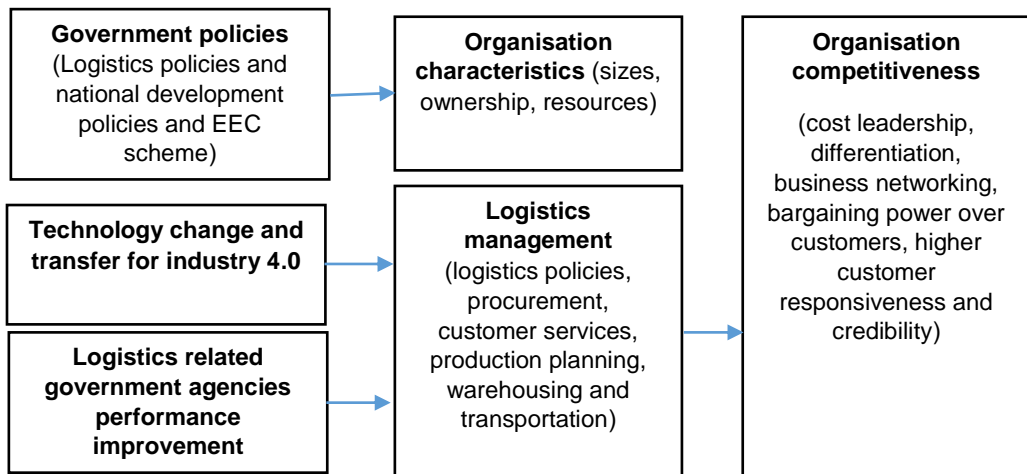 Government policies
(Logistics policies and
national development
policies and EEC
scheme)
Organisation
characteristics (sizes,
ownership, resources)
Organisation
competitiveness
(cost leadership,
differentiation,
business networking,
bargaining power over
customers, higher
customer
responsiveness and
credibility)
Technology change and
transfer for industry 4.0
Logistics
management
(logistics policies,
procurement,
customer services,
production planning,
warehousing and
transportation)
Logistics related
government agencies
performance
improvement